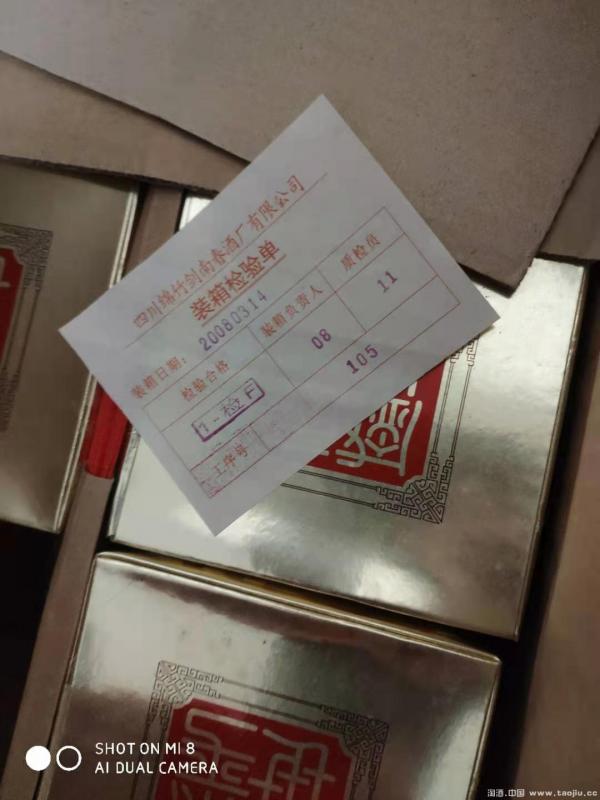 四川绵竹剑南春酒厂有限公司
装箱检验单
装箱日期: 20080314
检验合格 装箱负责人 质检员
1-检F 08 11
工序号 105
SHOT ON MI 8
AI DUAL CAMERA
淘酒.中国 www.taojiu.cc